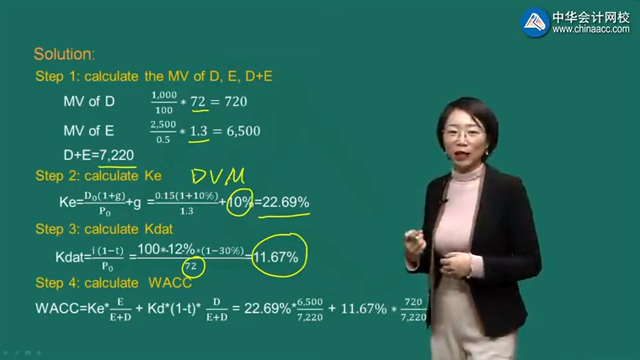 中华会计网校
www.chinaacc.com
Solution:
Step 1: calculate the MV of D, E, D+E
MV of D 1,000/100 * 72 = 720
MV of E 2,500/0.5 * 1.3 = 6,500
D+E=7,220
Step 2: calculate Ke DVM
Ke=D₀(1+g)/P₀+g =0.15(1+10%)/1.3+10%=22.69%
Step 3: calculate Kdat
Kdat=i (1−t)/P₀ = 100*12%*(1−30%)/72=11.67%
Step 4: calculate WACC
WACC=Ke*E/E+D + Kd*(1-t)* D/E+D = 22.69%*6,500/7,220 + 11.67% * 720/7,220